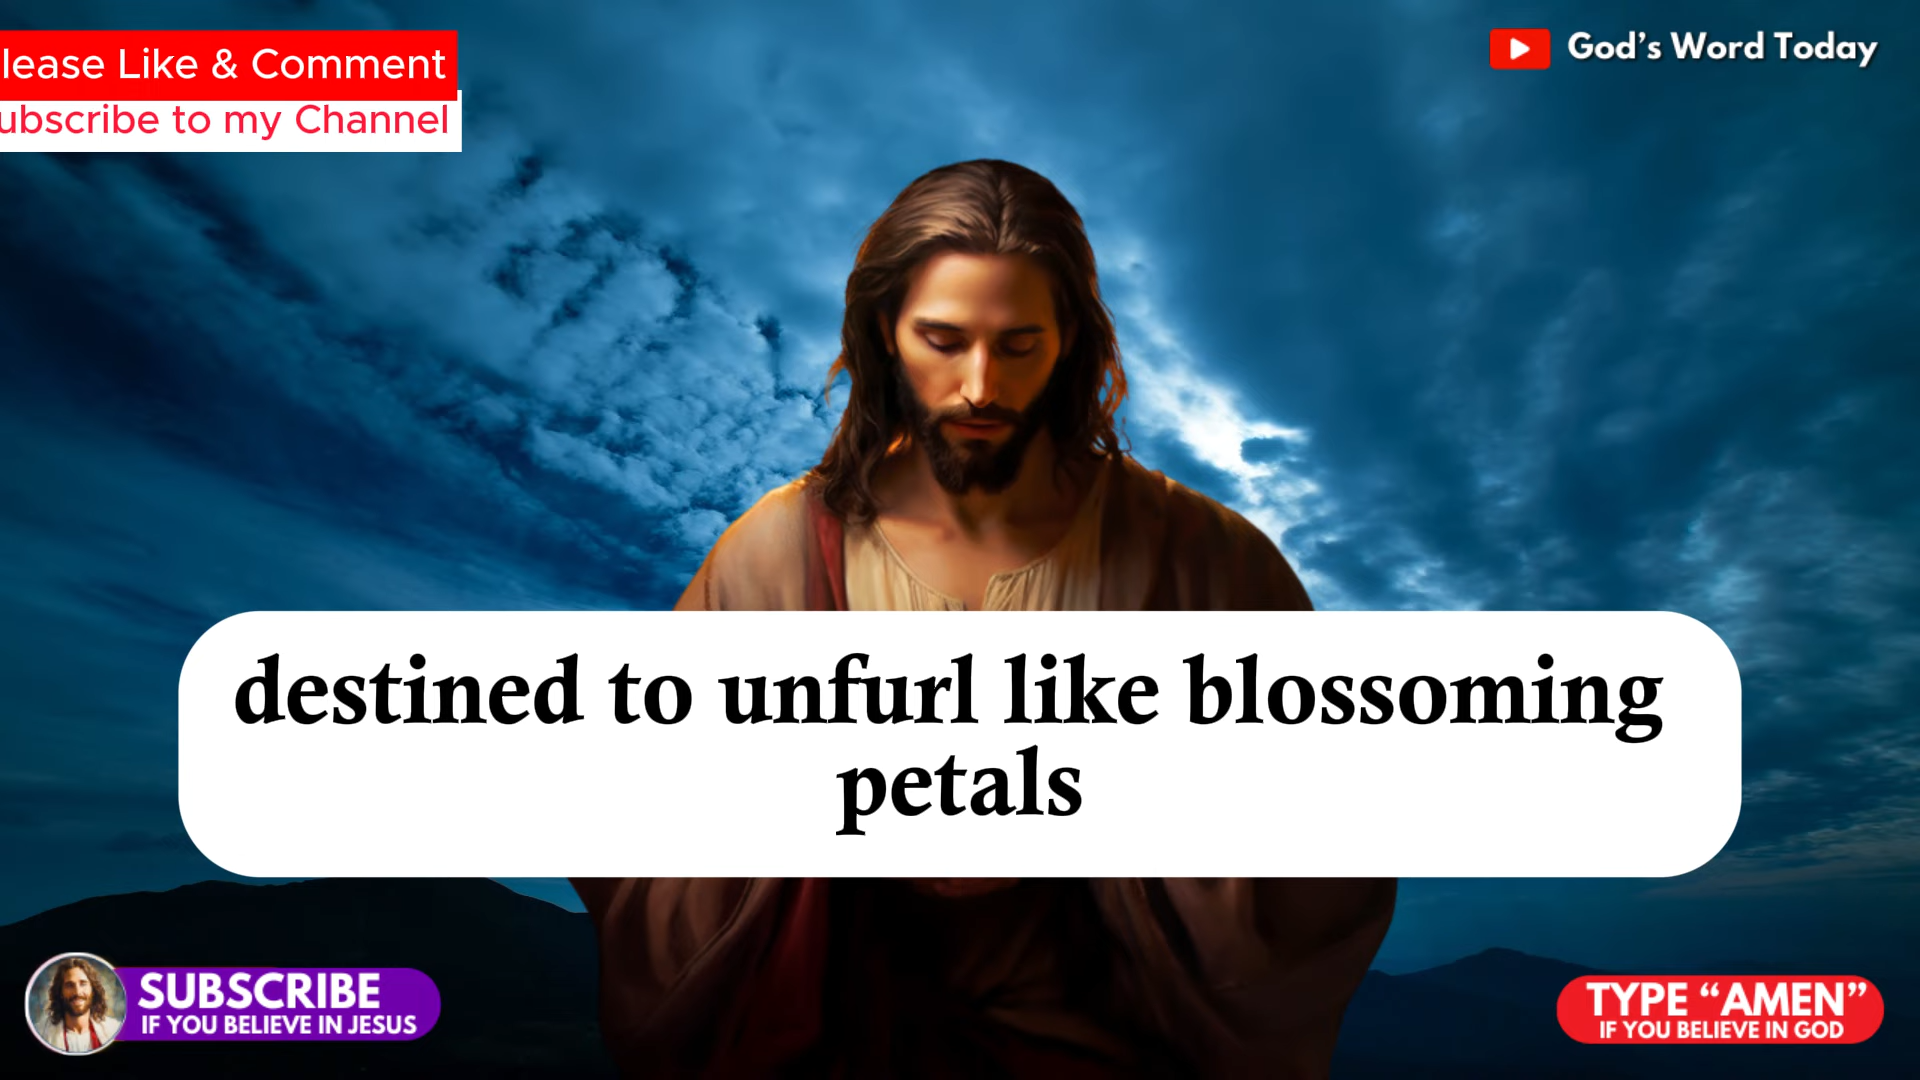 lease Like & Comment
ubscribe to my Channel
God's Word Today
destined to unfurl like blossoming
petals
SUBSCRIBE
IF YOU BELIEVE IN JESUS
TYPE “AMEN”
IF YOU BELIEVE IN GOD